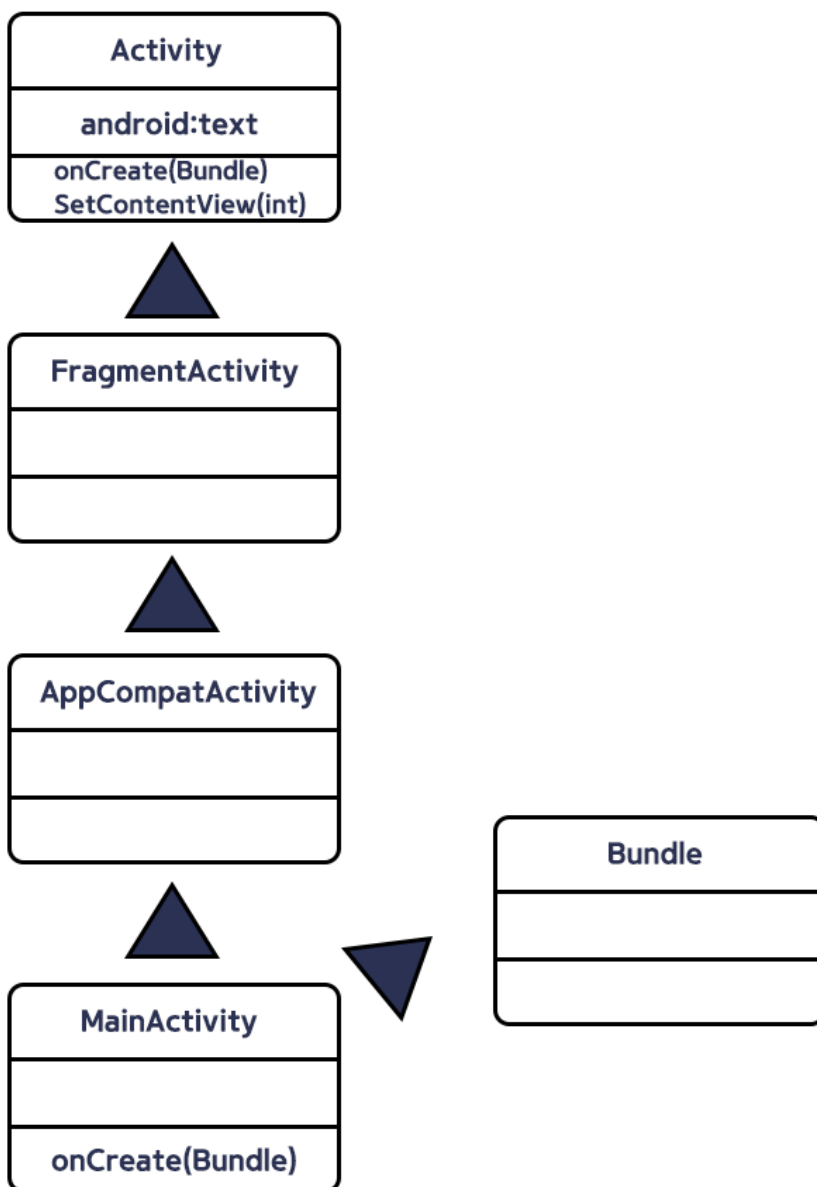 Activity
android:text
onCreate(Bundle)
SetContentView(int)
FragmentActivity
AppCompatActivity
Bundle
MainActivity
onCreate(Bundle)